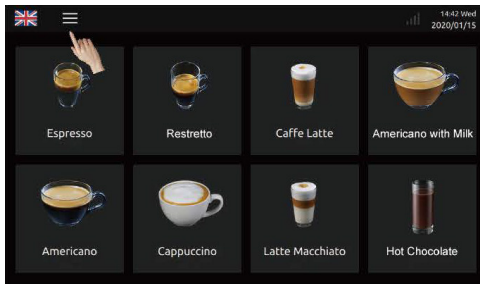 14:42 Wed
2020/01/15
Espresso
Restretto
Caffe Latte
Americano with Milk
Americano
Cappuccino
Latte Macchiato
Hot Chocolate